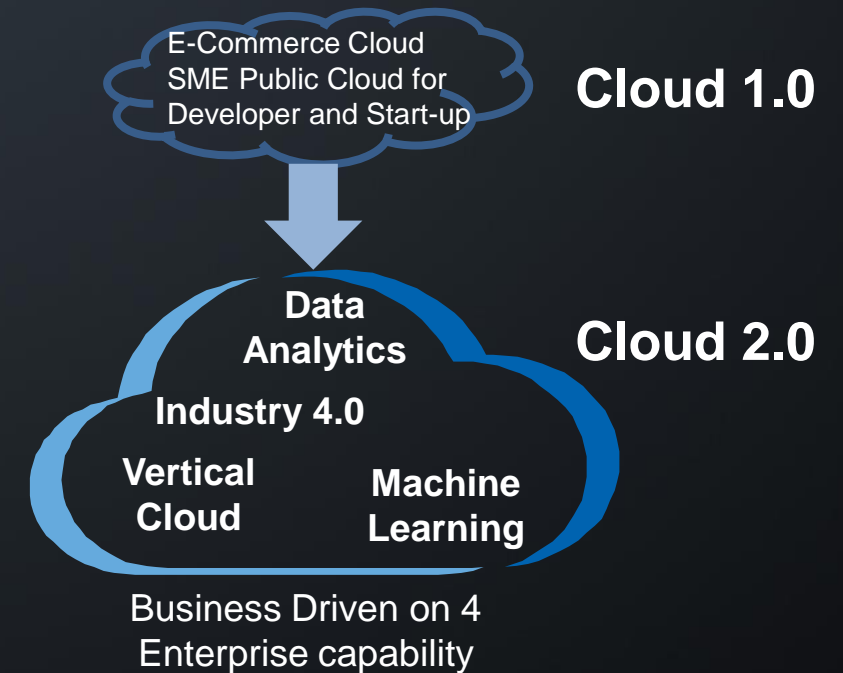 E-Commerce Cloud
SME Public Cloud for
Developer and Start-up
Cloud 1.0
Data
Analytics
Cloud 2.0
Industry 4.0
Vertical
Cloud
Machine
Learning
Business Driven on 4
Enterprise capability